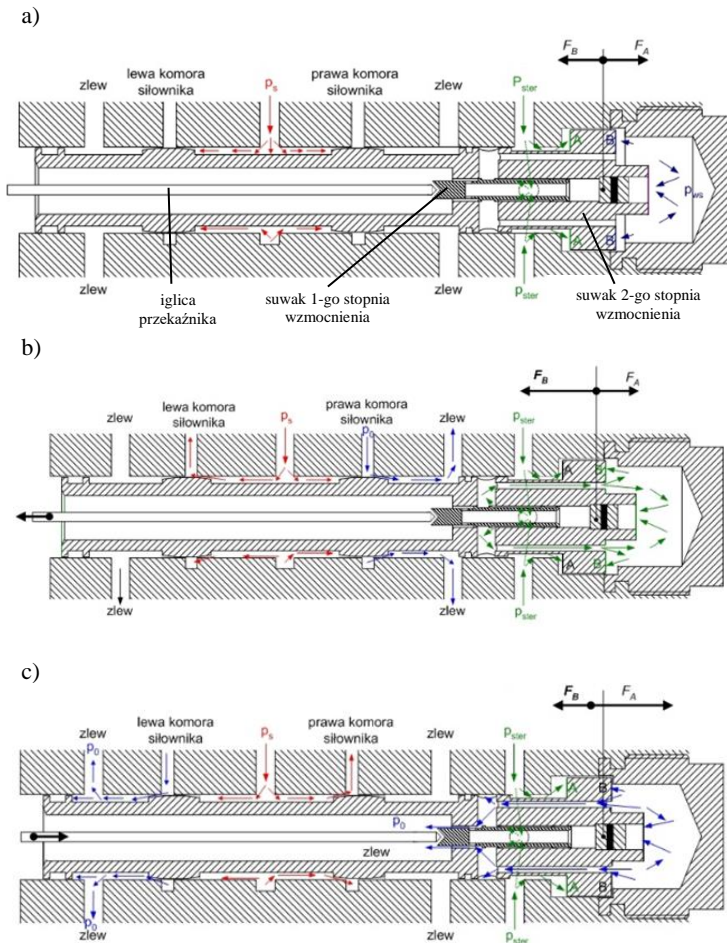 a)
F_B F_A
lewa komora siłownika
prawa komora siłownika
zlew p_s zlew P_ster
A B
p_ws
A B
zlew zlew p_ster
iglica przekaźnika
suwak 1-go stopnia wzmocnienia
suwak 2-go stopnia wzmocnienia
b)
F_B F_A
zlew
lewa komora siłownika
p_s
prawa komora siłownika
p_0
zlew
p_ster
A B
A B
zlew zlew p_ster
c)
F_B F_A
zlew
p_0
lewa komora siłownika
p_s
prawa komora siłownika
zlew
p_ster
B
p_0
zlew
A B
p_0
zlew zlew p_ster